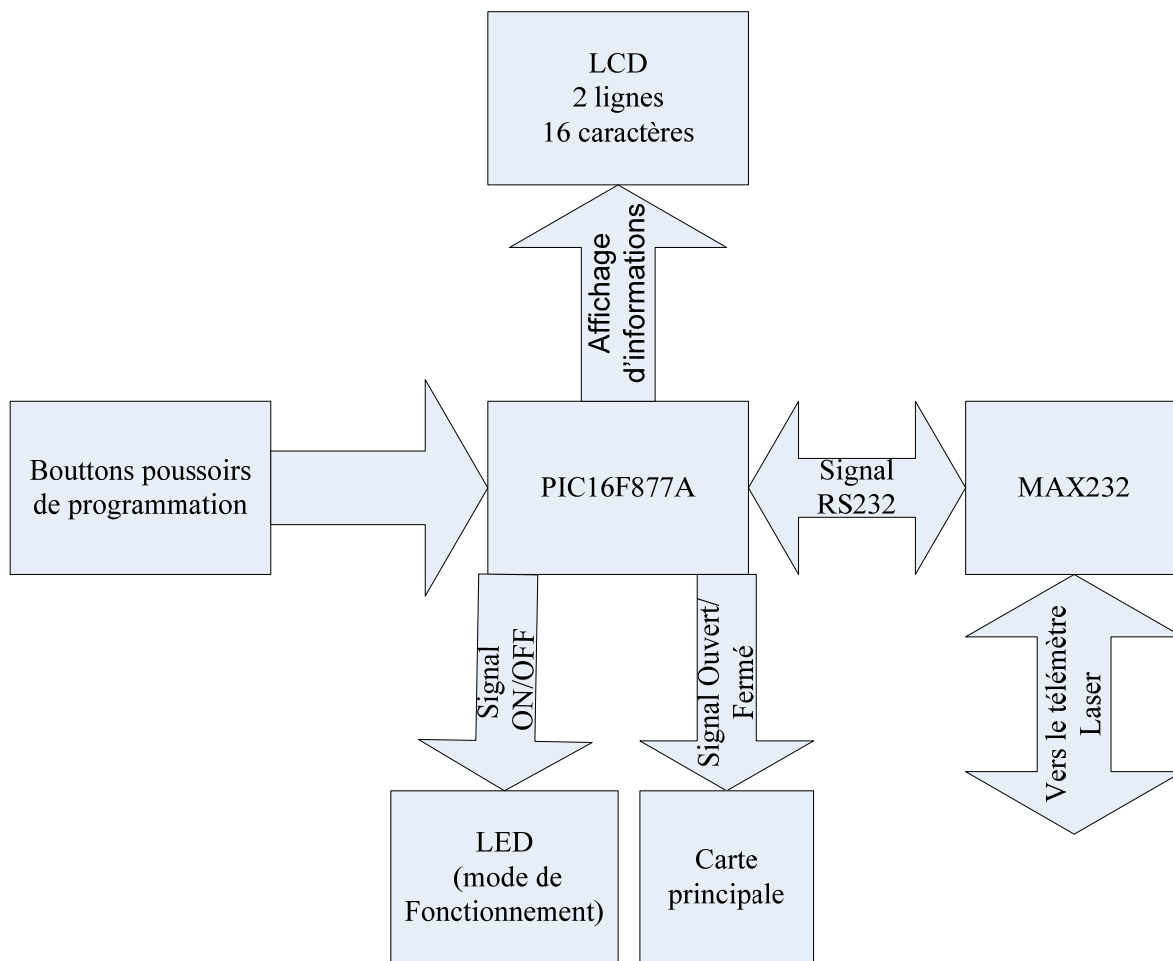 LCD
2 lignes
16 caractères
Affichage
d'informations
Bouttons poussoirs
de programmation
PIC16F877A
Signal
RS232
MAX232
Signal
ON/OFF
Signal Ouvert/
Fermé
Vers le télémètre
Laser
LED
(mode de
Fonctionnement)
Carte
principale